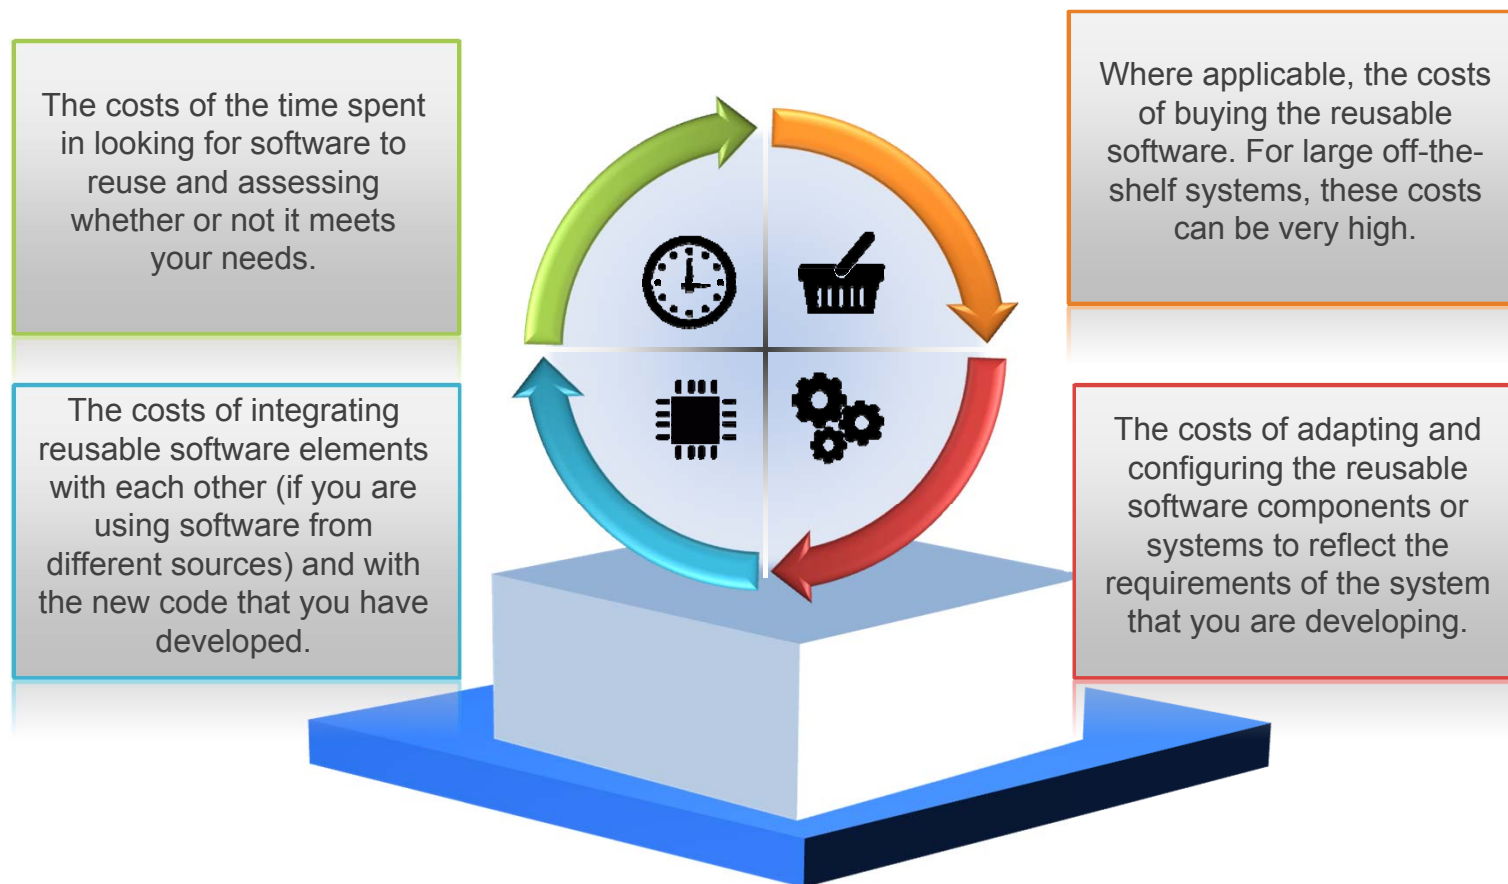 The costs of the time spent
in looking for software to
reuse and assessing
whether or not it meets
your needs.
Where applicable, the costs
of buying the reusable
software. For large off-the-
shelf systems, these costs
can be very high.
The costs of integrating
reusable software elements
with each other (if you are
using software from
different sources) and with
the new code that you have
developed.
The costs of adapting and
configuring the reusable
software components or
systems to reflect the
requirements of the system
that you are developing.